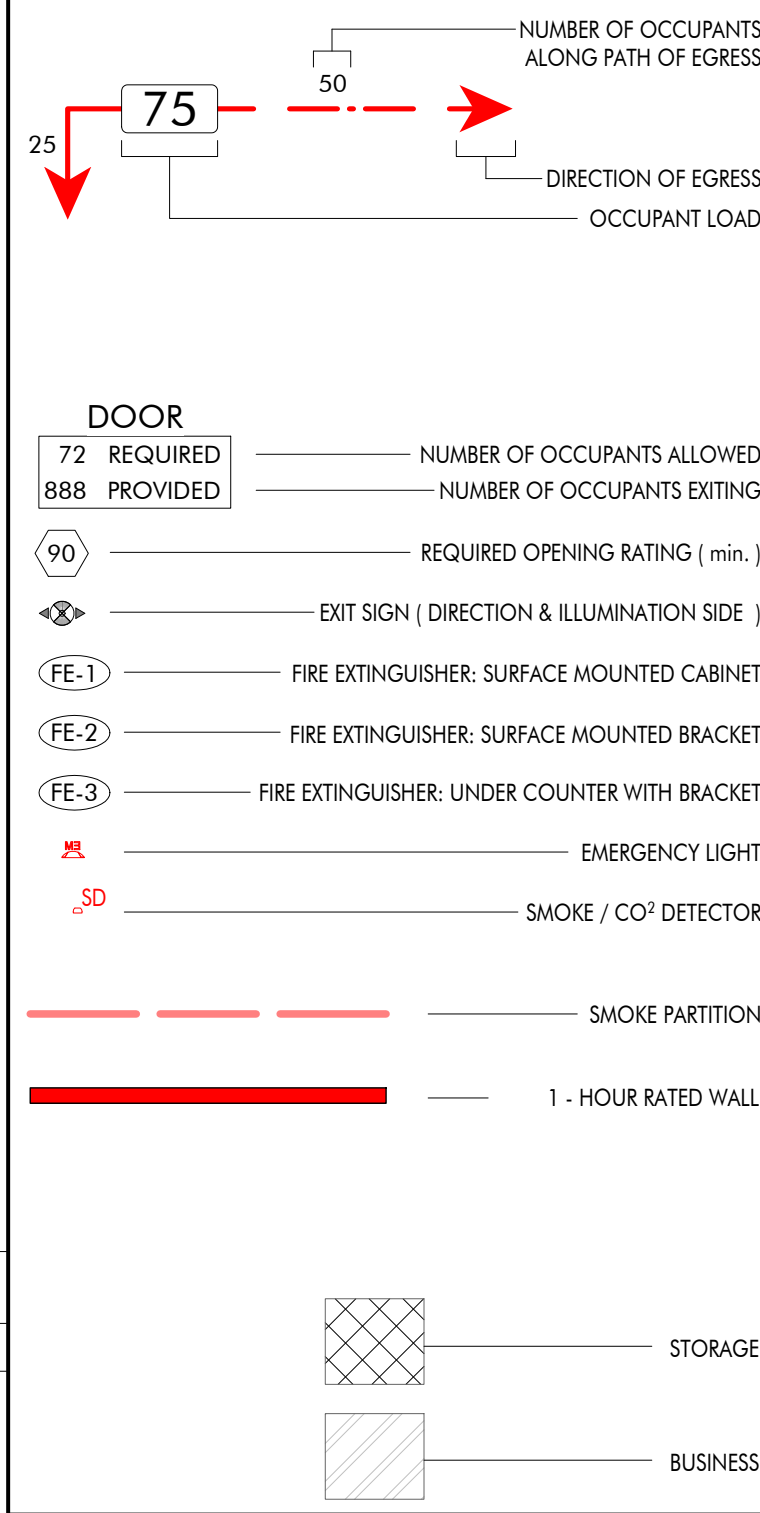 NUMBER OF OCCUPANTS
ALONG PATH OF EGRESS
50
75
25
DIRECTION OF EGRESS
OCCUPANT LOAD
DOOR
72 REQUIRED
NUMBER OF OCCUPANTS ALLOWED
888 PROVIDED
NUMBER OF OCCUPANTS EXITING
90
REQUIRED OPENING RATING ( min. )
EXIT SIGN ( DIRECTION & ILLUMINATION SIDE )
FE-1
FIRE EXTINGUISHER: SURFACE MOUNTED CABINET
FE-2
FIRE EXTINGUISHER: SURFACE MOUNTED BRACKET
FE-3
FIRE EXTINGUISHER: UNDER COUNTER WITH BRACKET
EMERGENCY LIGHT
SD
SMOKE / CO² DETECTOR
SMOKE PARTITION
1 - HOUR RATED WALL
STORAGE
BUSINESS